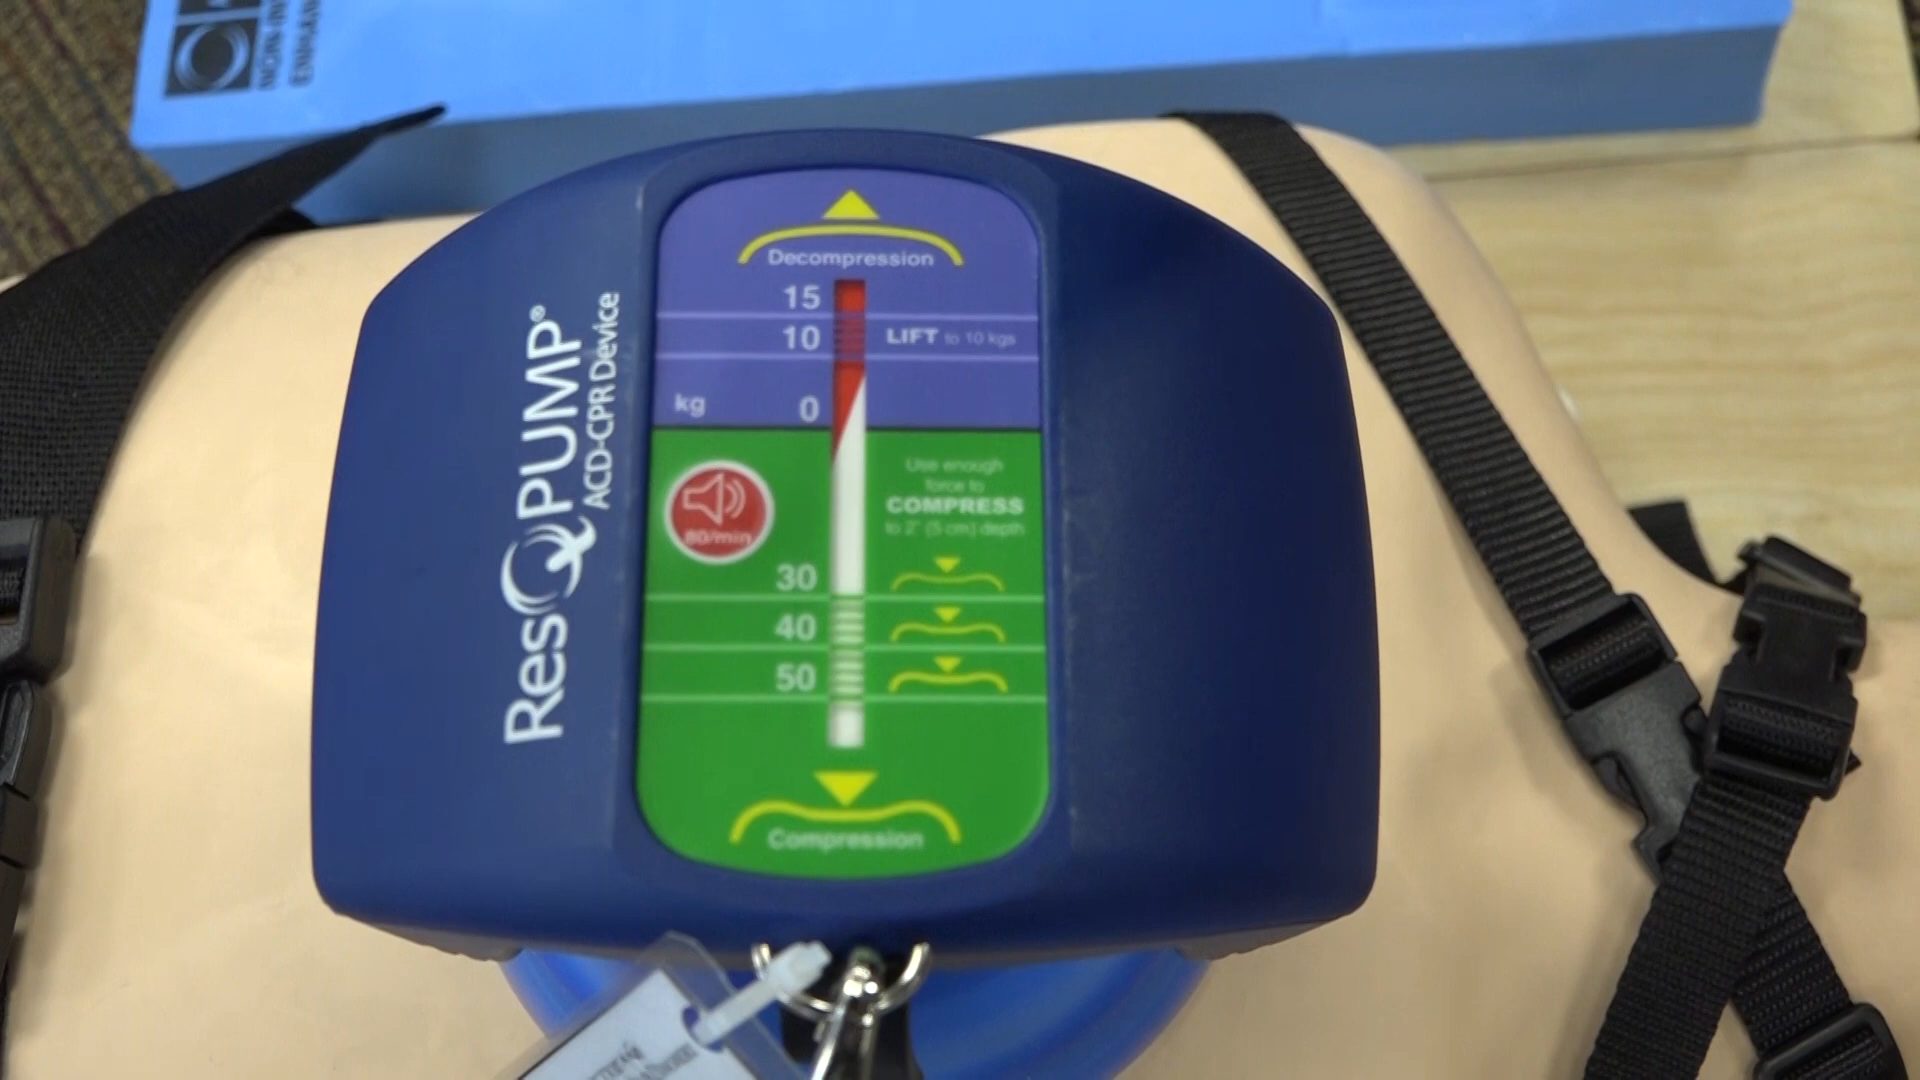 ResQPUMP®
ACD-CPR Device
Decompression
15
10 LIFT to 10 kgs
kg 0
Use enough
force to
COMPRESS
to 2" (5 cm) depth
80/min
30
40
50
Compression